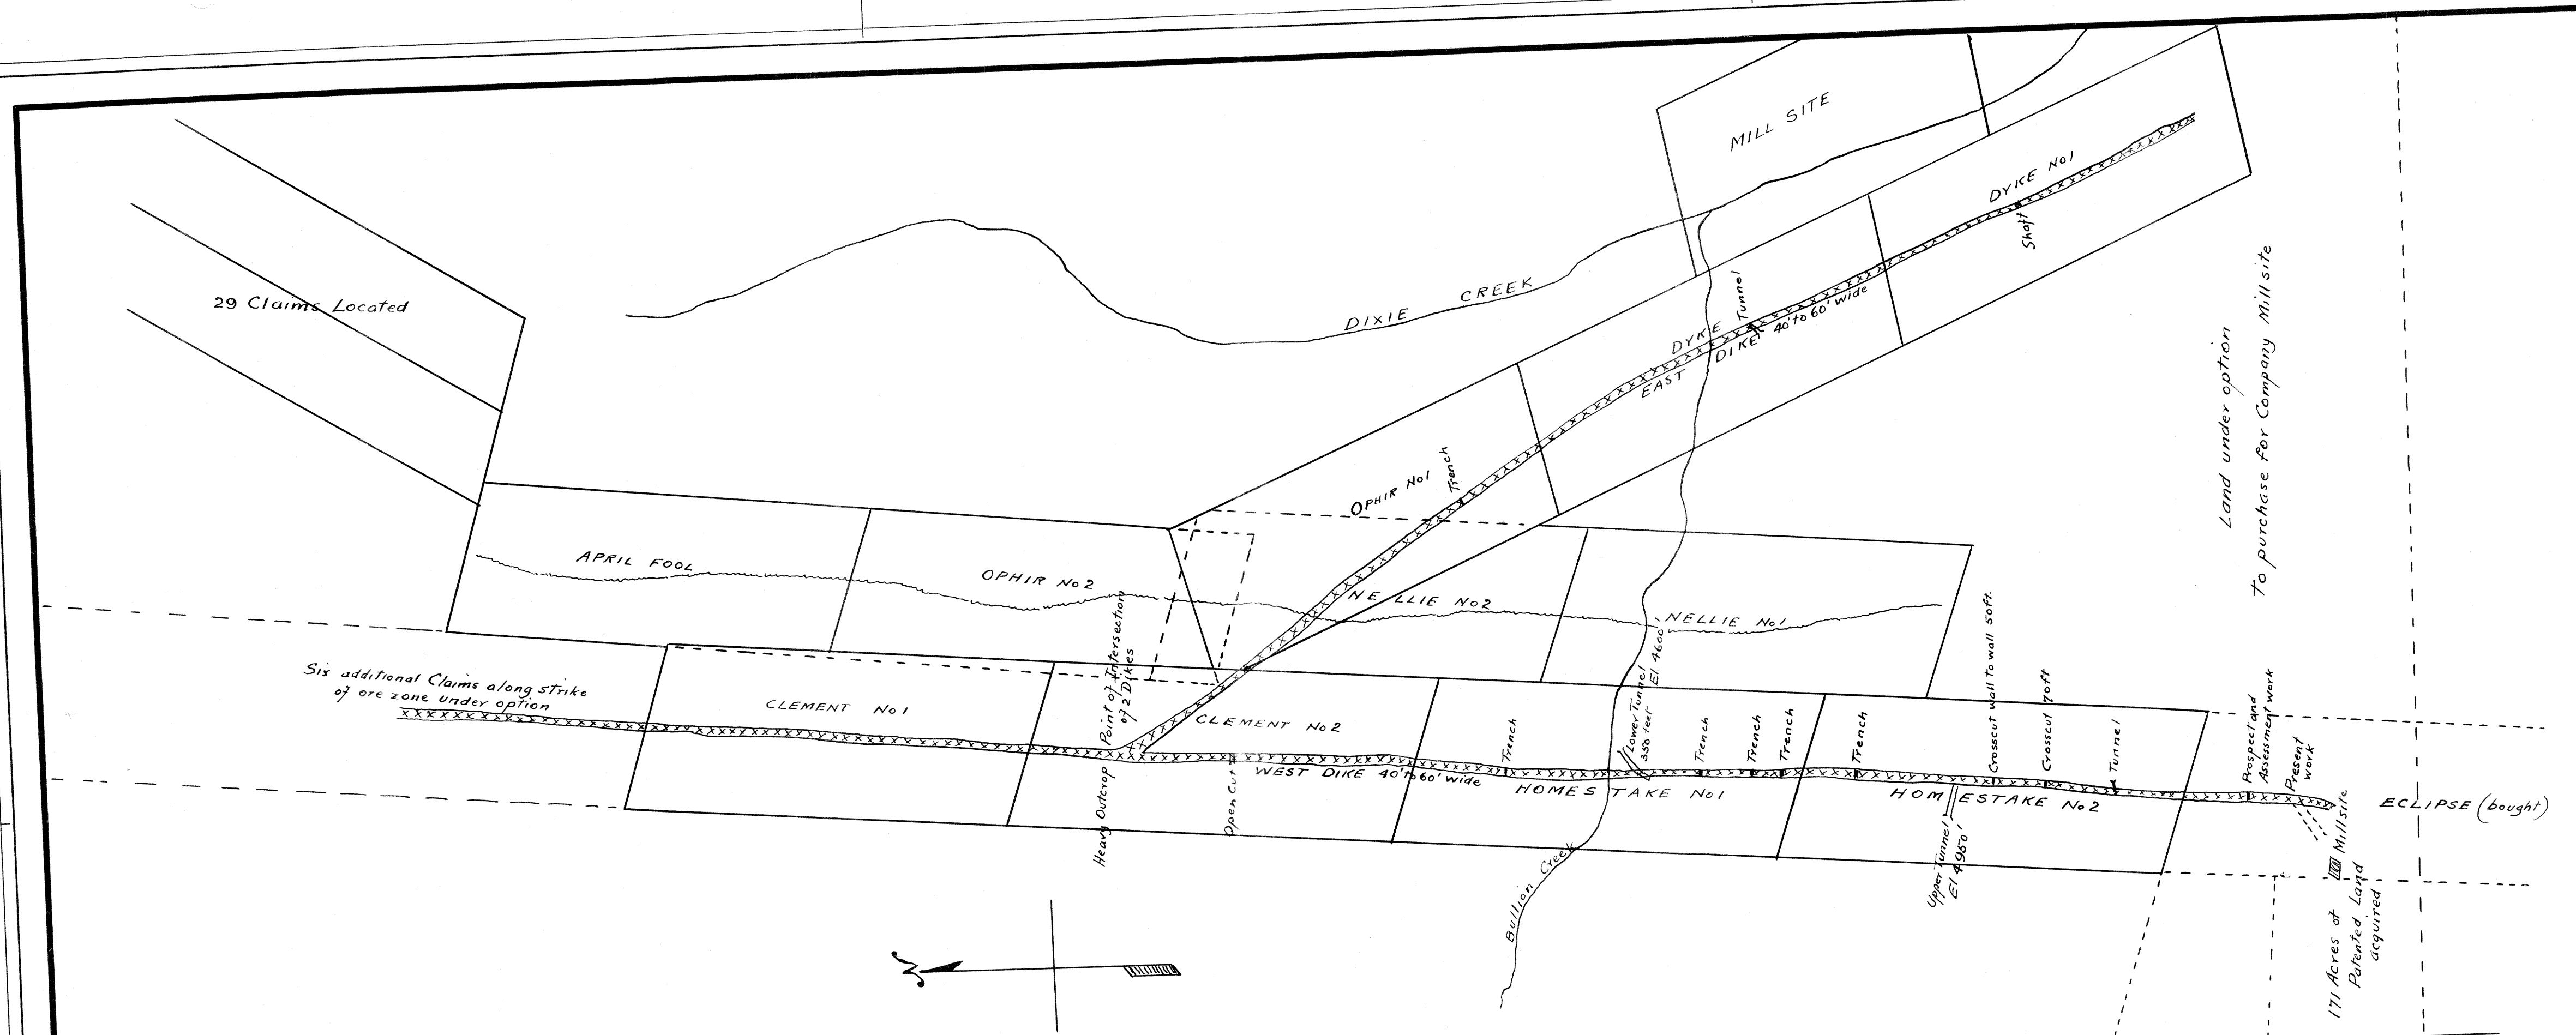 MILL SITE
DYKE No1
Shaft
29 Claims Located
DIXIE CREEK
Tunnel
DYKE
EAST DIKE 40' to 60' wide
Land under option
To purchase for Company Mill site
OPHIR No1
Trench
APRIL FOOL
OPHIR No2
NELLIE No2
NELLIE No1
Six additional Claims along strike
of ore zone under option
CLEMENT No1
Heavy Outcrop Point of Intersection
of 2 Dikes
CLEMENT No2
Open Cut
WEST DIKE 40' to 60' wide
Trench
Lower Tunnel El. 4600'
350 feet
Trench
Trench
Trench
HOMESTAKE No1
Trench
Crosscut wall to wall 50ft.
Crosscut 70ft
Tunnel
HOMESTAKE No2
Upper Tunnel
El 4950'
Prospect and
Assessment work
Present
work
ECLIPSE (bought)
Millsite
171 Acres of
Patented Land
acquired
Bullion Creek
N